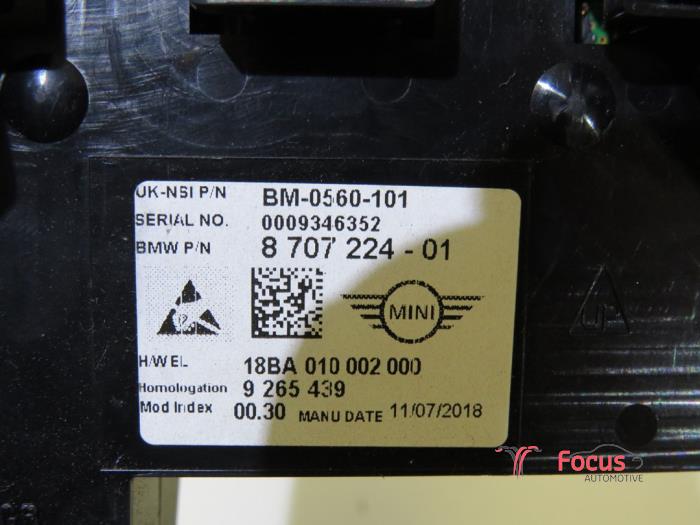 UK-NSI P/N BM-0560-101
SERIAL NO. 0009346352
BMW P/N 8 707 224 - 01
MINI
H/W EL 18BA 010 002 000
Homologation 9 265 439
Mod Index 00.30 MANU DATE 11/07/2018
UP
Focus
AUTOMOTIVE